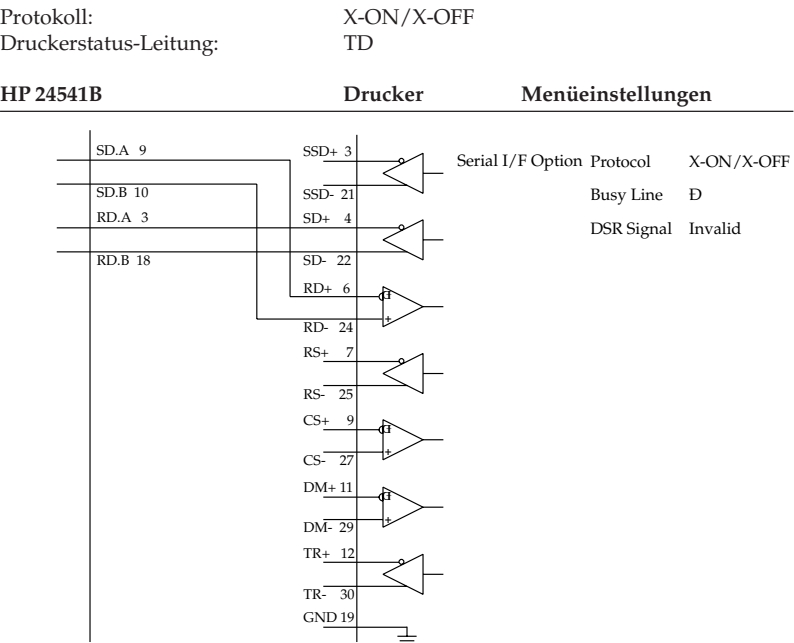 Protokoll: X-ON/X-OFF
Druckerstatus-Leitung: TD
HP 24541B Drucker Menüeinstellungen
SD.A 9 SSD+ 3 Serial I/F Option Protocol X-ON/X-OFF
SD.B 10 SSD- 21 Busy Line Ð
RD.A 3 SD+ 4 DSR Signal Invalid
RD.B 18 SD- 22
RD+ 6
RD- 24
RS+ 7
RS- 25
CS+ 9
CS- 27
DM+ 11
DM- 29
TR+ 12
TR- 30
GND 19